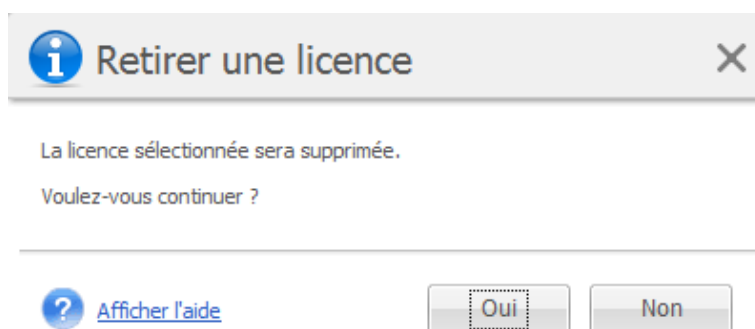 Retirer une licence
La licence sélectionnée sera supprimée.
Voulez-vous continuer ?
Afficher l'aide
Oui
Non